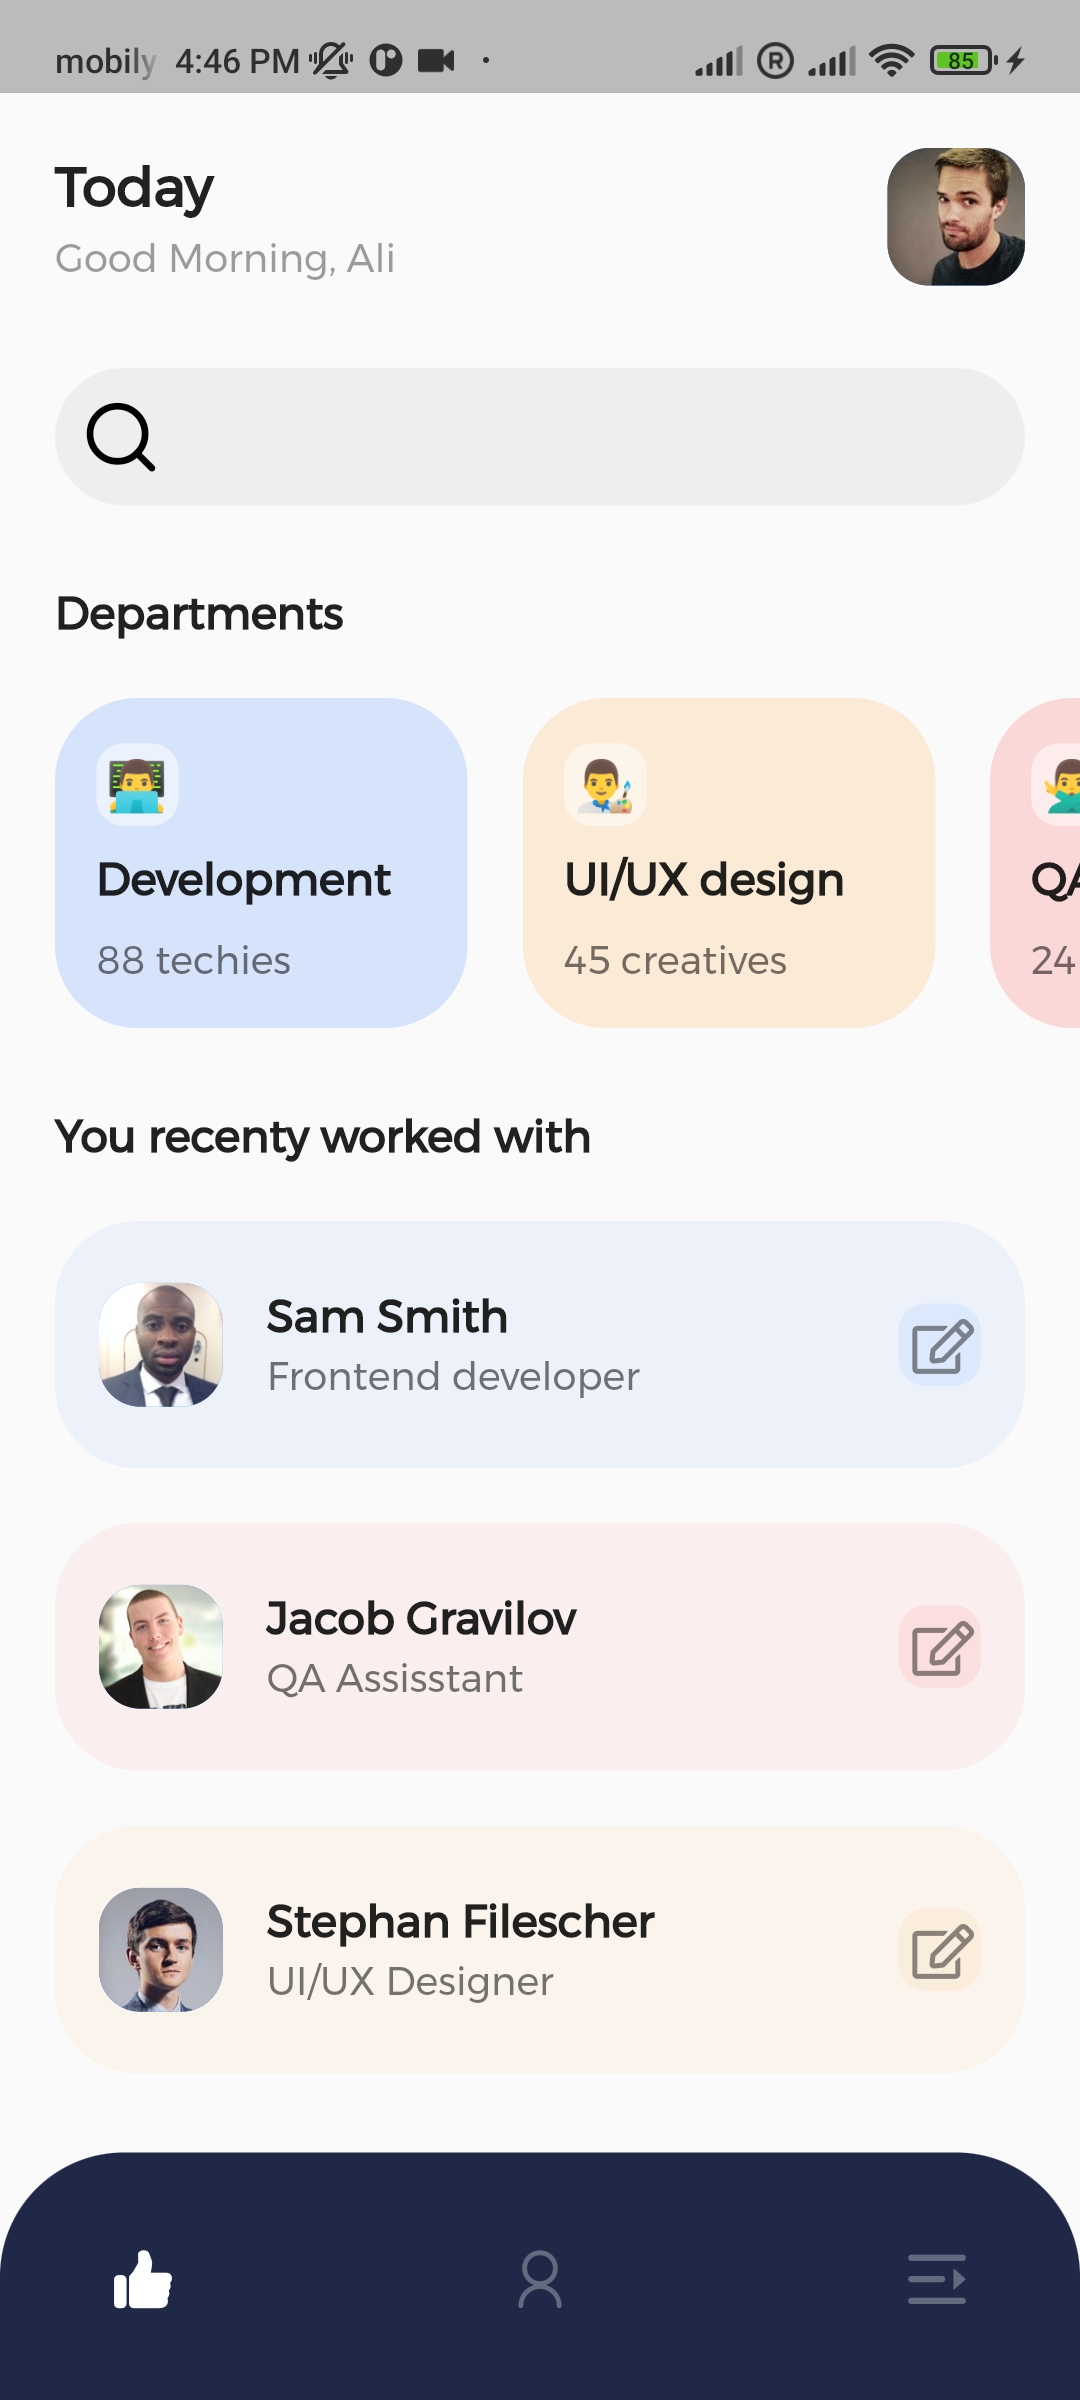 mobily 4:46 PM
R 85
Today
Good Morning, Ali
Departments
Development
88 techies
UI/UX design
45 creatives
QA
24
You recenty worked with
Sam Smith
Frontend developer
Jacob Gravilov
QA Assisstant
Stephan Filescher
UI/UX Designer